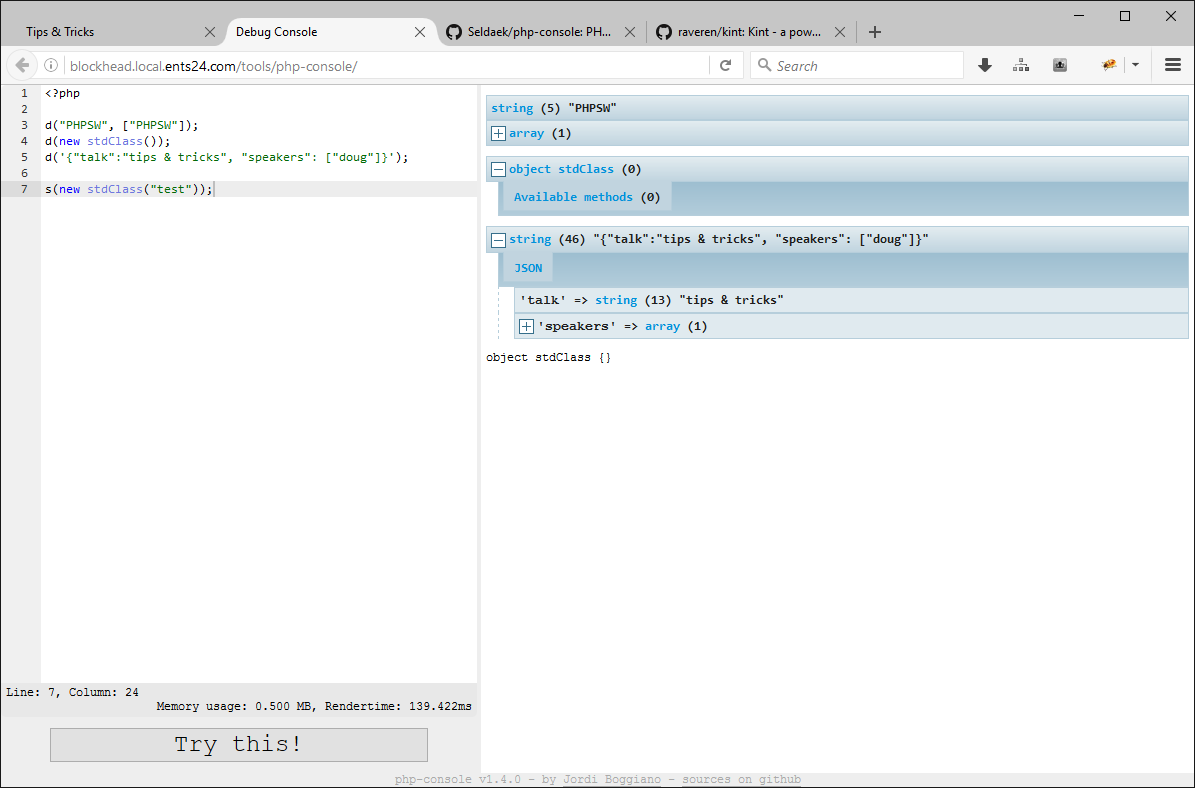 Tips & Tricks
Debug Console
Seldaek/php-console: PH...
raveren/kint: Kint - a pow...
blockhead.local.ents24.com/tools/php-console/
Search
1 <?php
2
3 d("PHPSW", ["PHPSW"]);
4 d(new stdClass());
5 d('{"talk":"tips & tricks", "speakers": ["doug"]}');
6
7 s(new stdClass("test"));
Line: 7, Column: 24
Memory usage: 0.500 MB, Rendertime: 139.422ms
Try this!
string (5) "PHPSW"
array (1)
object stdClass (0)
Available methods (0)
string (46) "{"talk":"tips & tricks", "speakers": ["doug"]}"
JSON
'talk' => string (13) "tips & tricks"
'speakers' => array (1)
object stdClass {}
php-console v1.4.0 - by Jordi Boggiano - sources on github